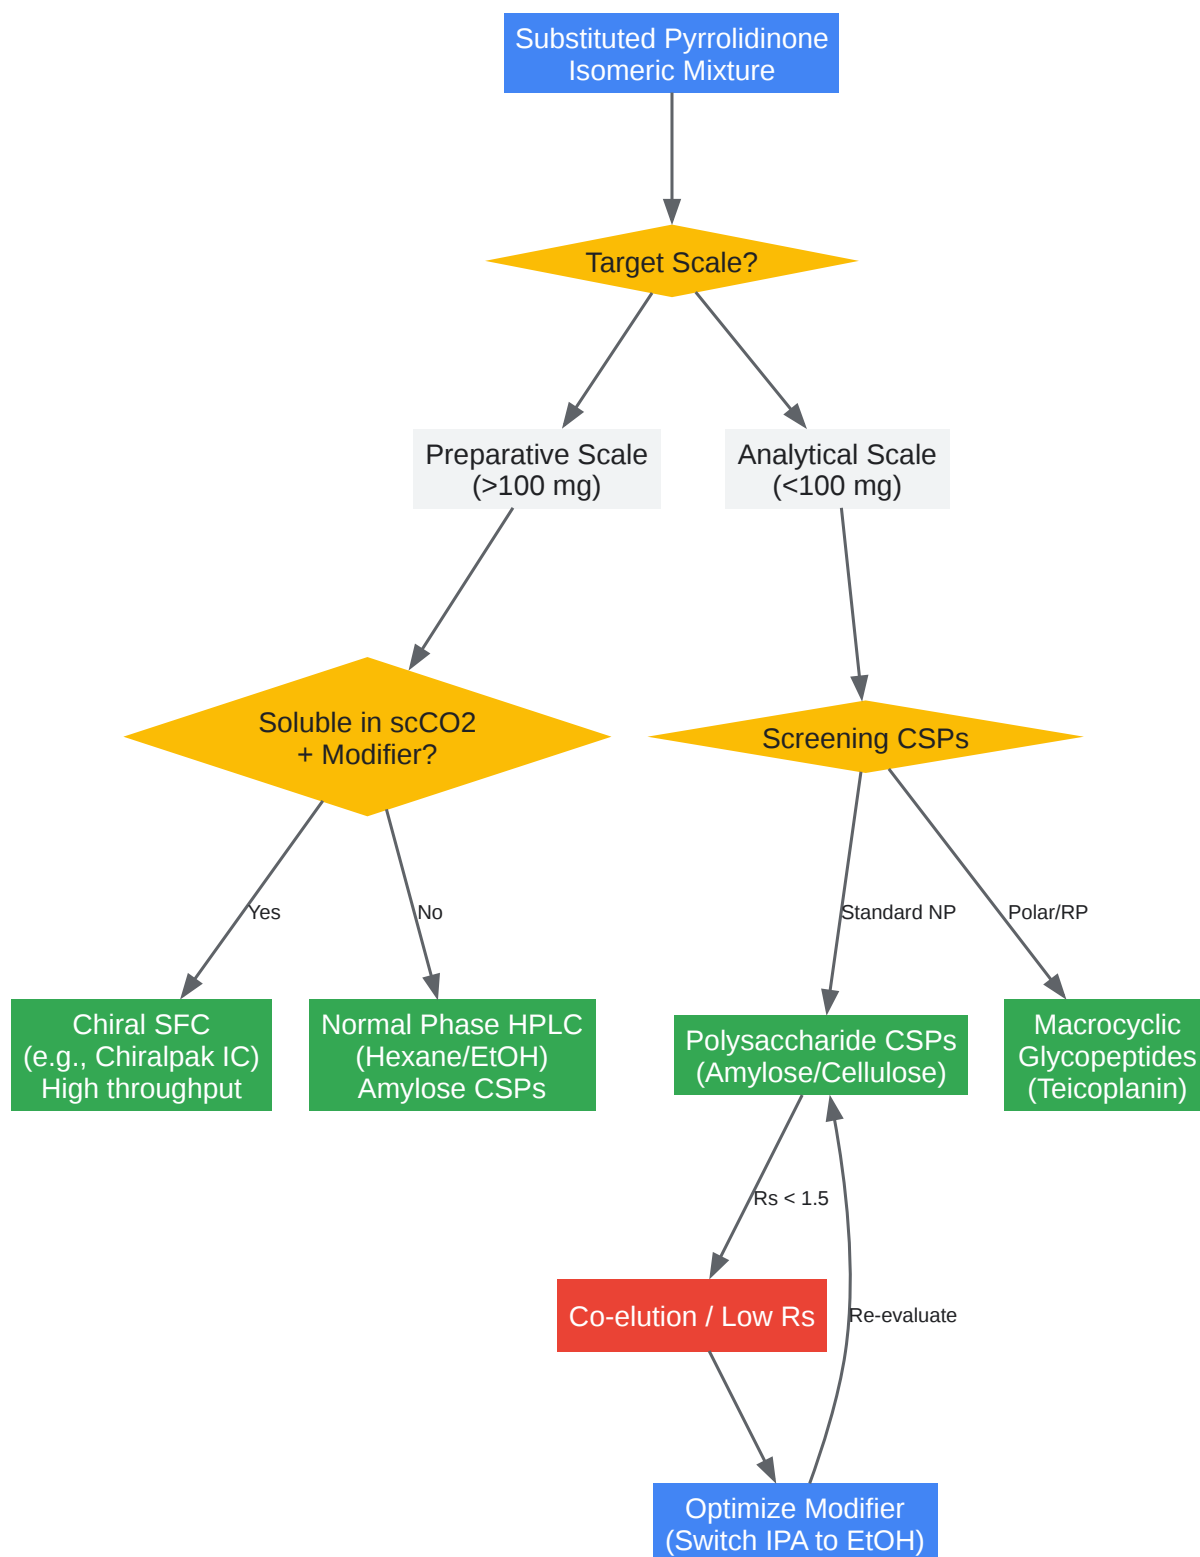 Substituted Pyrrolidinone
Isomeric Mixture
Target Scale?
Preparative Scale
(>100 mg)
Analytical Scale
(<100 mg)
Soluble in scCO2
+ Modifier?
Screening CSPs
Yes
No
Standard NP
Polar/RP
Chiral SFC
(e.g., Chiralpak IC)
High throughput
Normal Phase HPLC
(Hexane/EtOH)
Amylose CSPs
Polysaccharide CSPs
(Amylose/Cellulose)
Macrocyclic
Glycopeptides
(Teicoplanin)
Rs < 1.5
Co-elution / Low Rs
Re-evaluate
Optimize Modifier
(Switch IPA to EtOH)